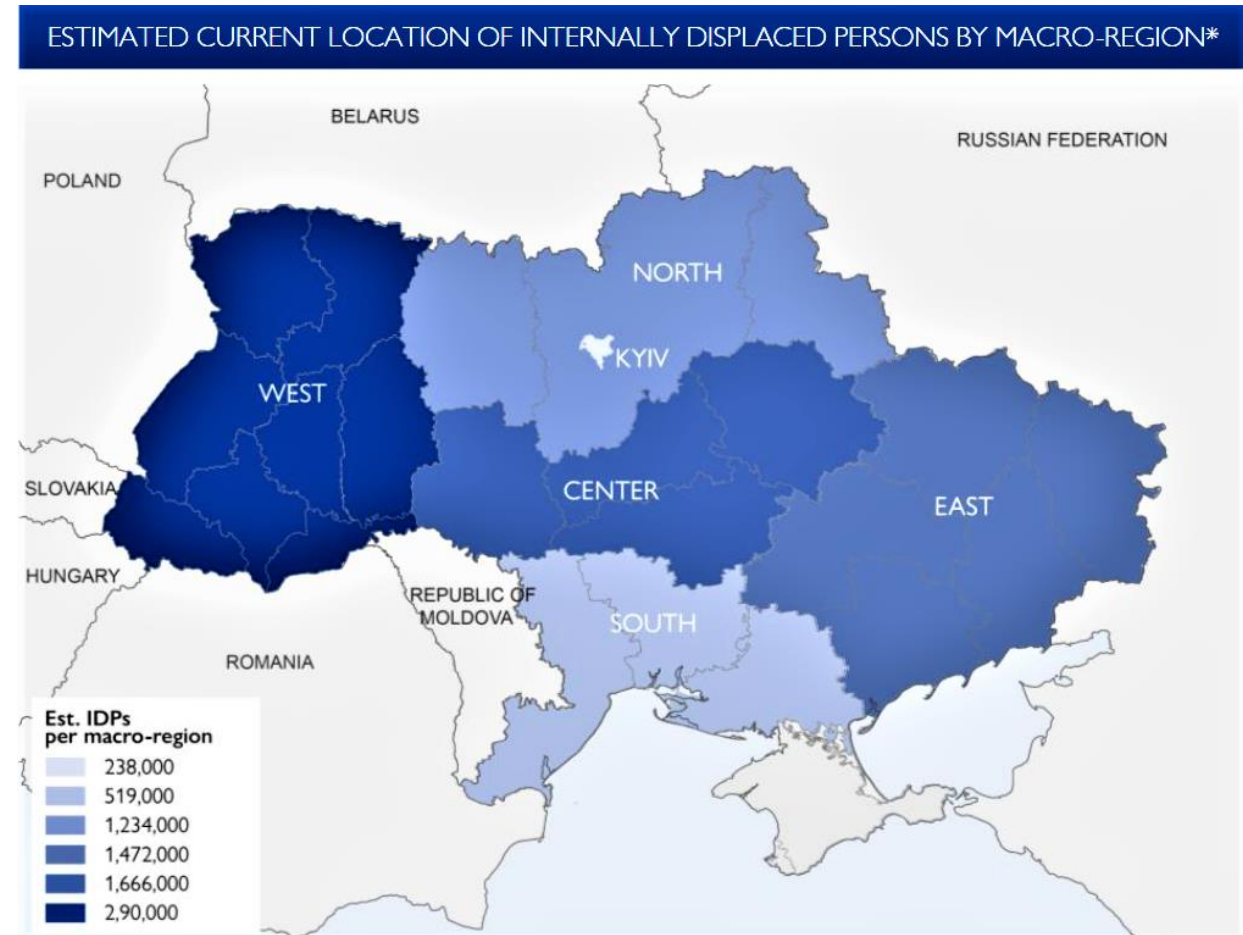 ESTIMATED CURRENT LOCATION OF INTERNALLY DISPLACED PERSONS BY MACRO-REGION*
BELARUS
RUSSIAN FEDERATION
POLAND
NORTH
KYIV
WEST
SLOVAKIA
CENTER
EAST
HUNGARY
REPUBLIC OF
MOLDOVA
SOUTH
ROMANIA
Est. IDPs
per macro-region
238,000
519,000
1,234,000
1,472,000
1,666,000
2,90,000